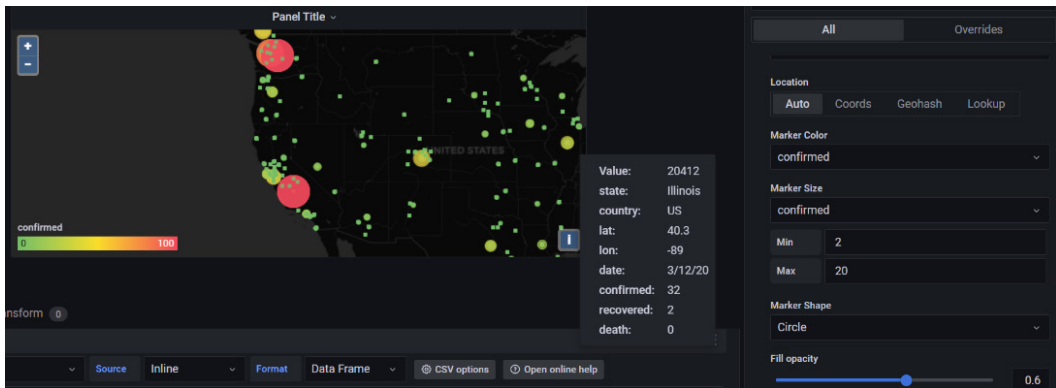 Panel Title
+
−
UNITED STATES
confirmed
0 100
i
Value: 20412
state: Illinois
country: US
lat: 40.3
lon: -89
date: 3/12/20
confirmed: 32
recovered: 2
death: 0
nsform 0
Source Inline Format Data Frame CSV options Open online help
All Overrides
Location
Auto Coords Geohash Lookup
Marker Color
confirmed
Marker Size
confirmed
Min 2
Max 20
Marker Shape
Circle
Fill opacity
0.6